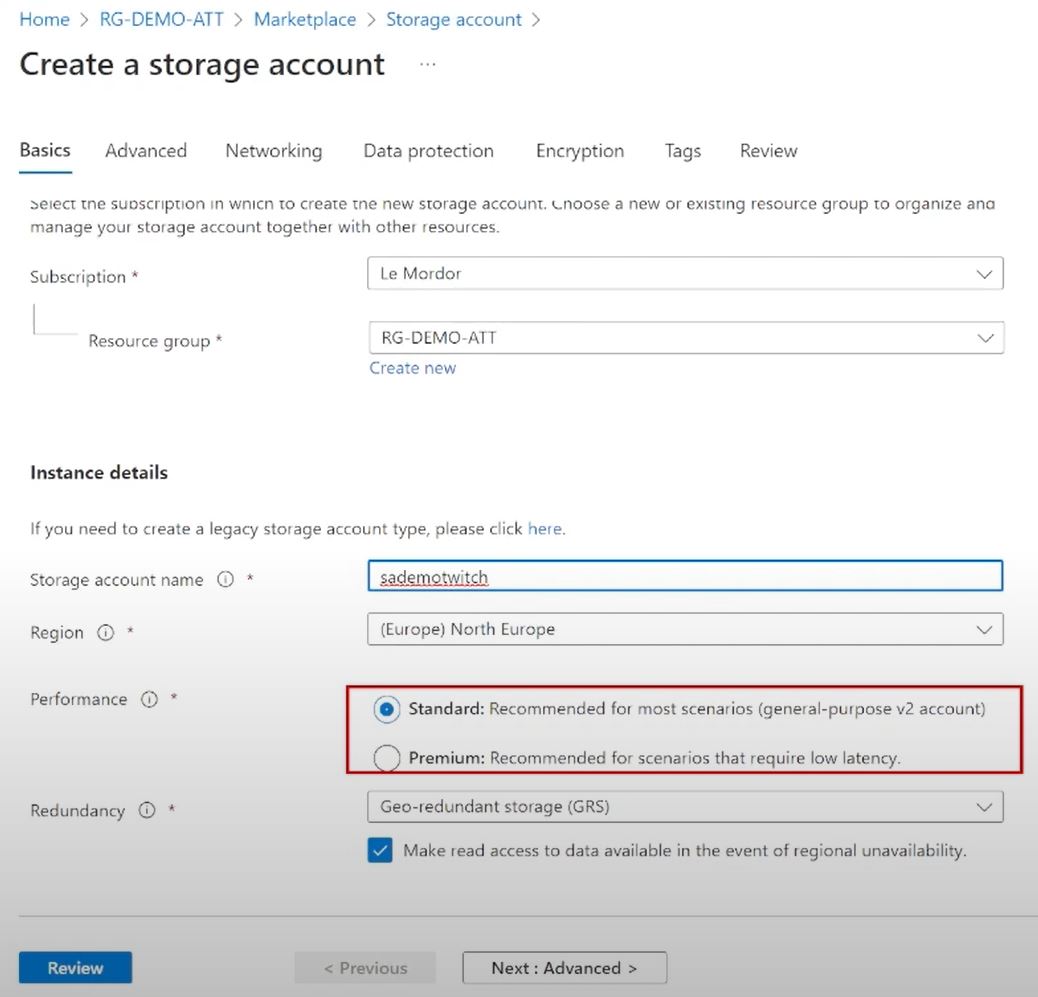 Home > RG-DEMO-ATT > Marketplace > Storage account >
Create a storage account ...
Basics Advanced Networking Data protection Encryption Tags Review
Select the subscription in which to create the new storage account. Choose a new or existing resource group to organize and
manage your storage account together with other resources.
Subscription * Le Mordor
Resource group * RG-DEMO-ATT
Create new
Instance details
If you need to create a legacy storage account type, please click here.
Storage account name * sademotwitch
Region * (Europe) North Europe
Performance * Standard: Recommended for most scenarios (general-purpose v2 account)
Premium: Recommended for scenarios that require low latency.
Redundancy * Geo-redundant storage (GRS)
Make read access to data available in the event of regional unavailability.
Review < Previous Next : Advanced >